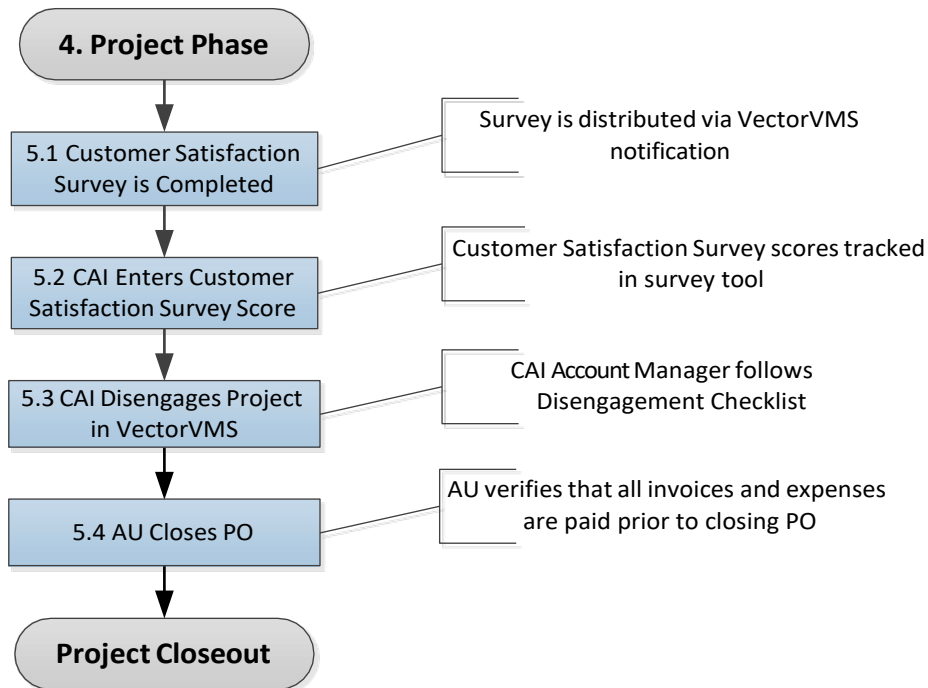 4. Project Phase
5.1 Customer Satisfaction
Survey is Completed
Survey is distributed via VectorVMS
notification
5.2 CAI Enters Customer
Satisfaction Survey Score
Customer Satisfaction Survey scores tracked
in survey tool
5.3 CAI Disengages Project
in VectorVMS
CAI Account Manager follows
Disengagement Checklist
5.4 AU Closes PO
AU verifies that all invoices and expenses
are paid prior to closing PO
Project Closeout